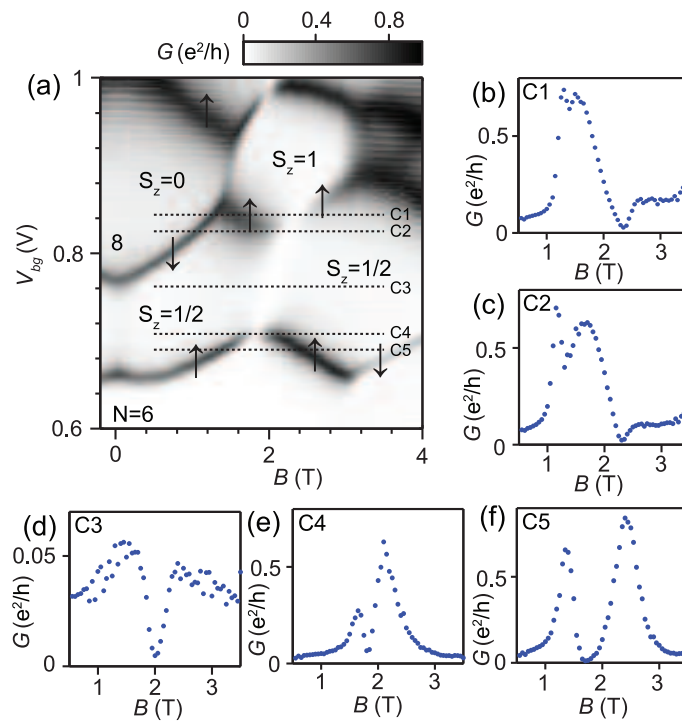 0 0.4 0.8
G (e²/h)
(a)
1
0.8
0.6
V_bg (V)
S_z=0
S_z=1
8
S_z=1/2
S_z=1/2
N=6
C1
C2
C3
C4
C5
0 2 4
B (T)
(b) C1
0.5
0
G (e²/h)
1 2 3
B (T)
(c) C2
0.5
0
G (e²/h)
1 2 3
B (T)
(d) C3
0.05
0
G (e²/h)
1 2 3
B (T)
(e) C4
0.5
0
G (e²/h)
1 2 3
B (T)
(f) C5
0.5
0
G (e²/h)
1 2 3
B (T)